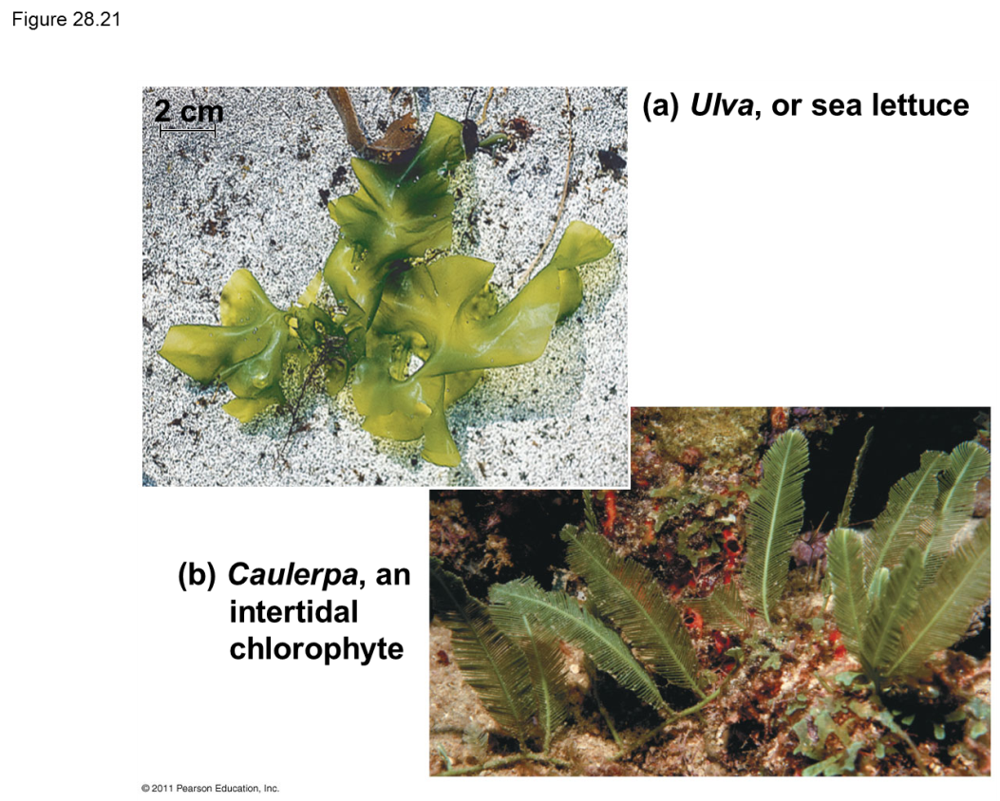 Figure 28.21
2 cm
(a) Ulva, or sea lettuce
(b) Caulerpa, an
intertidal
chlorophyte
© 2011 Pearson Education, Inc.